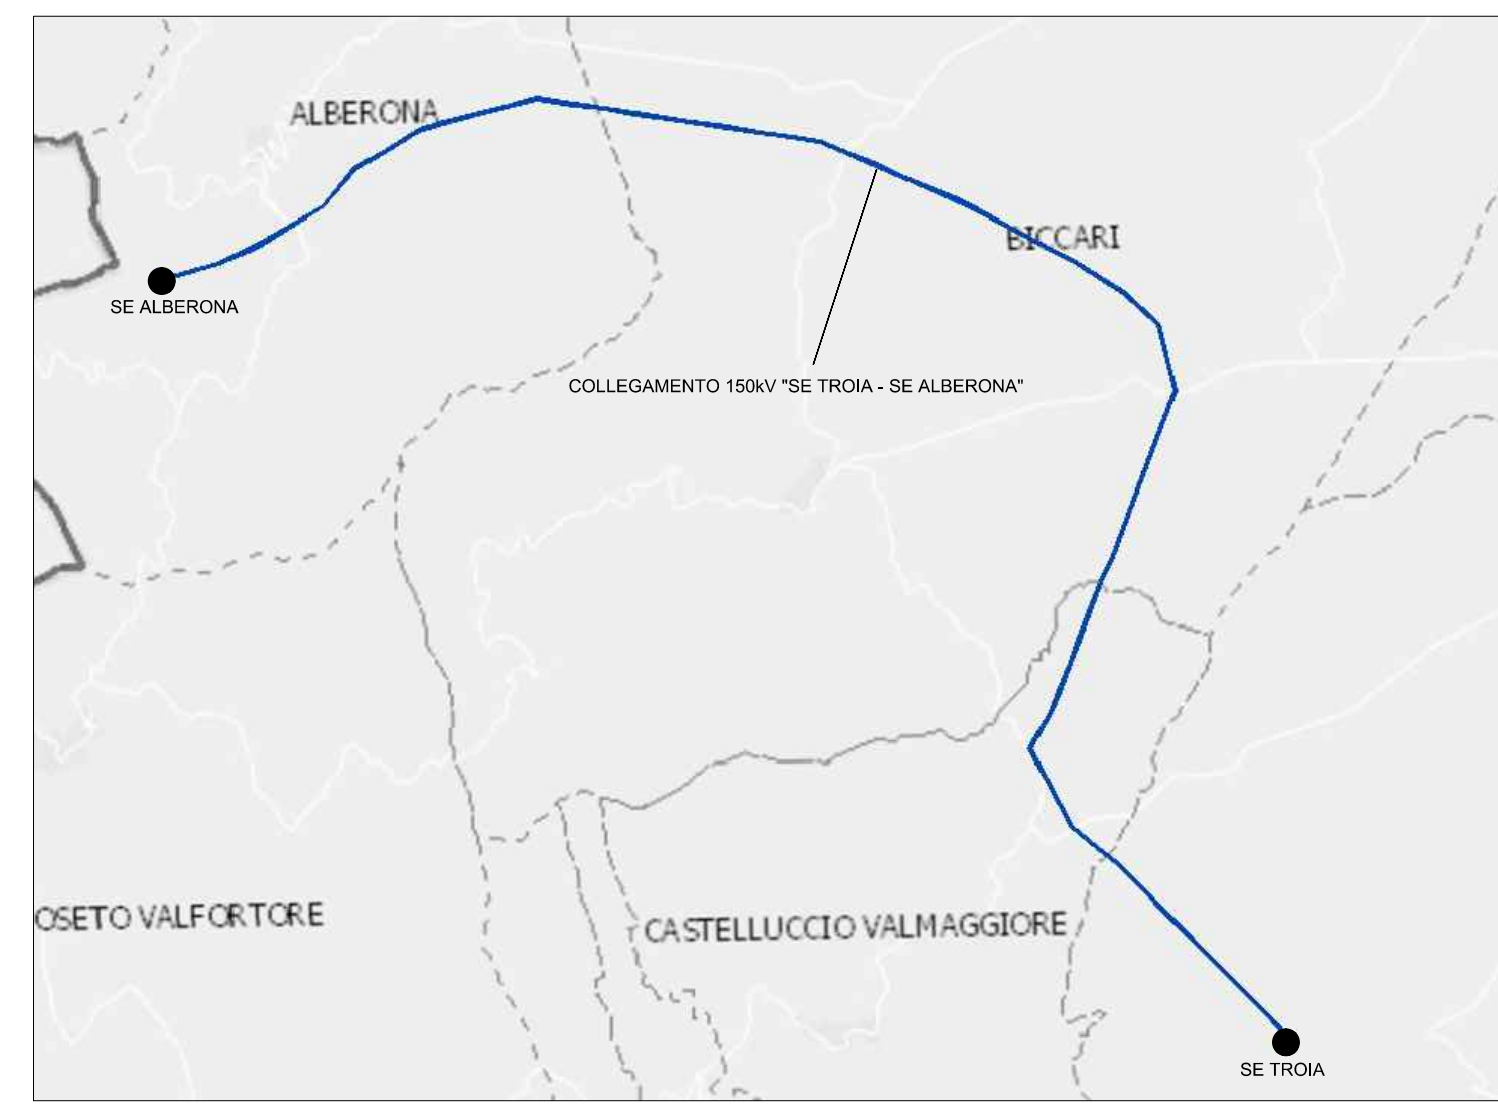 ALBERONA
BICCARI
SE ALBERONA
COLLEGAMENTO 150kV "SE TROIA - SE ALBERONA"
OSETO VALFORTORE
CASTELLUCCIO VALMAGGIORE
SE TROIA